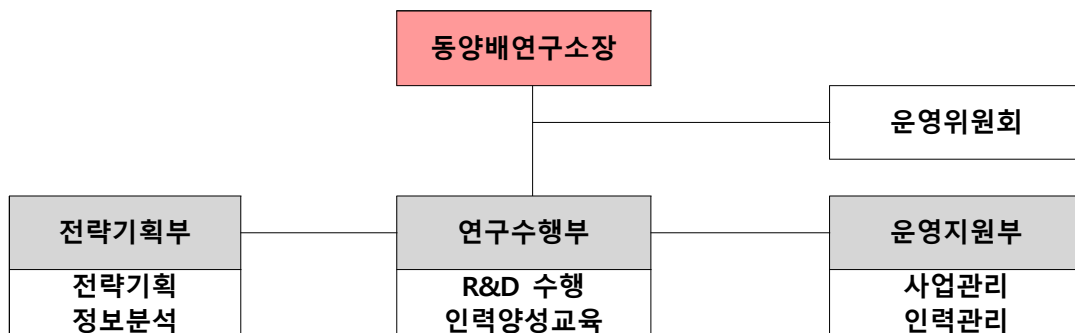 동양배연구소장
운영위원회
전략기획부
연구수행부
운영지원부
전략기획
정보분석
R&D 수행
인력양성교육
사업관리
인력관리